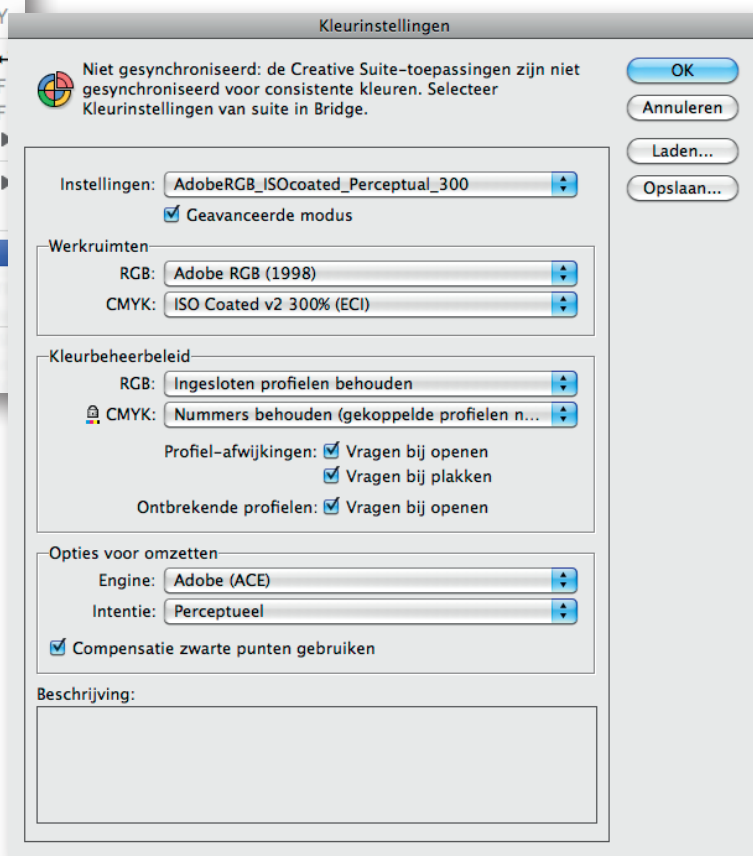 Kleurinstellingen
Niet gesynchroniseerd: de Creative Suite-toepassingen zijn niet
gesynchroniseerd voor consistente kleuren. Selecteer
Kleurinstellingen van suite in Bridge.
OK
Annuleren
Laden...
Opslaan...
Instellingen: AdobeRGB_ISOcoated_Perceptual_300
Geavanceerde modus
Werkruimten
RGB: Adobe RGB (1998)
CMYK: ISO Coated v2 300% (ECI)
Kleurbeheerbeleid
RGB: Ingesloten profielen behouden
CMYK: Nummers behouden (gekoppelde profielen n...
Profiel-afwijkingen: Vragen bij openen
Vragen bij plakken
Ontbrekende profielen: Vragen bij openen
Opties voor omzetten
Engine: Adobe (ACE)
Intentie: Perceptueel
Compensatie zwarte punten gebruiken
Beschrijving: